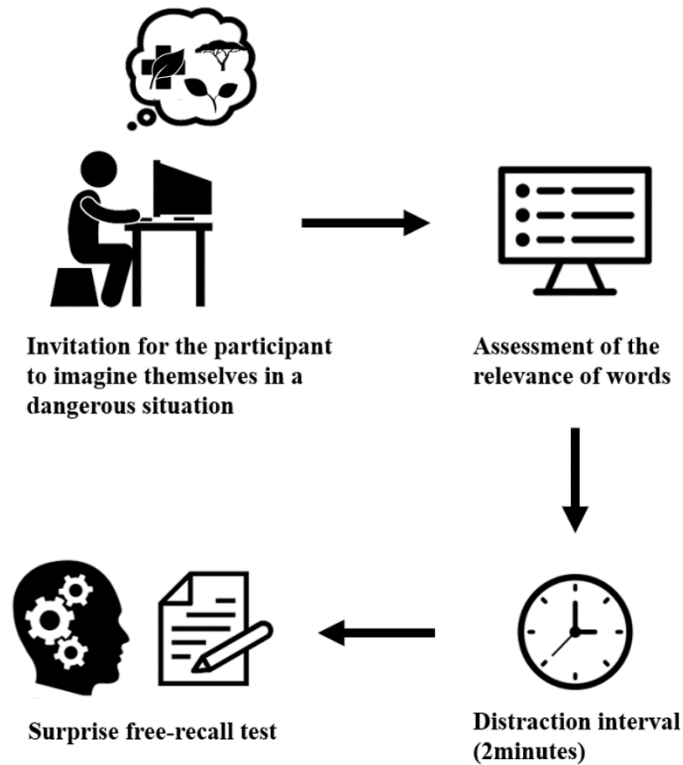 Invitation for the participant
to imagine themselves in a
dangerous situation
Assessment of the
relevance of words
Distraction interval
(2minutes)
Surprise free-recall test